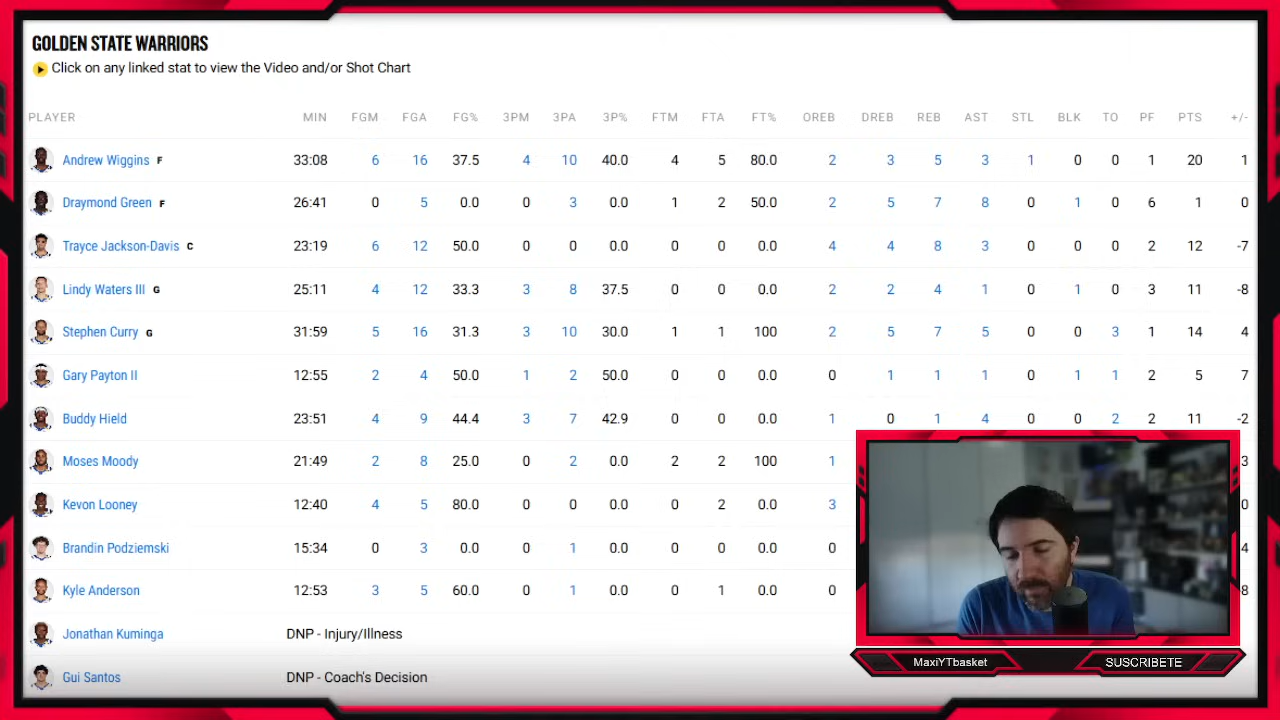 GOLDEN STATE WARRIORS
Click on any linked stat to view the Video and/or Shot Chart
PLAYER MIN FGM FGA FG% 3PM 3PA 3P% FTM FTA FT% OREB DREB REB AST STL BLK TO PF PTS +/-
Andrew Wiggins F 33:08 6 16 37.5 4 10 40.0 4 5 80.0 2 3 5 3 1 0 0 1 20 1
Draymond Green F 26:41 0 5 0.0 0 3 0.0 1 2 50.0 2 5 7 8 0 1 0 6 1 0
Trayce Jackson-Davis C 23:19 6 12 50.0 0 0 0.0 0 0 0.0 4 4 8 3 0 0 0 2 12 -7
Lindy Waters III G 25:11 4 12 33.3 3 8 37.5 0 0 0.0 2 2 4 1 0 1 0 3 11 -8
Stephen Curry G 31:59 5 16 31.3 3 10 30.0 1 1 100 2 5 7 5 0 0 3 1 14 4
Gary Payton II 12:55 2 4 50.0 1 2 50.0 0 0 0.0 0 1 1 1 0 1 1 2 5 7
Buddy Hield 23:51 4 9 44.4 3 7 42.9 0 0 0.0 1 0 1 4 0 0 2 2 11 -2
Moses Moody 21:49 2 8 25.0 0 2 0.0 2 2 100 1 3
Kevon Looney 12:40 4 5 80.0 0 0 0.0 0 2 0.0 3 0
Brandin Podziemski 15:34 0 3 0.0 0 1 0.0 0 0 0.0 0 4
Kyle Anderson 12:53 3 5 60.0 0 1 0.0 0 1 0.0 0 8
Jonathan Kuminga DNP - Injury/Illness
Gui Santos DNP - Coach's Decision
MaxiYTbasket SUSCRIBETE